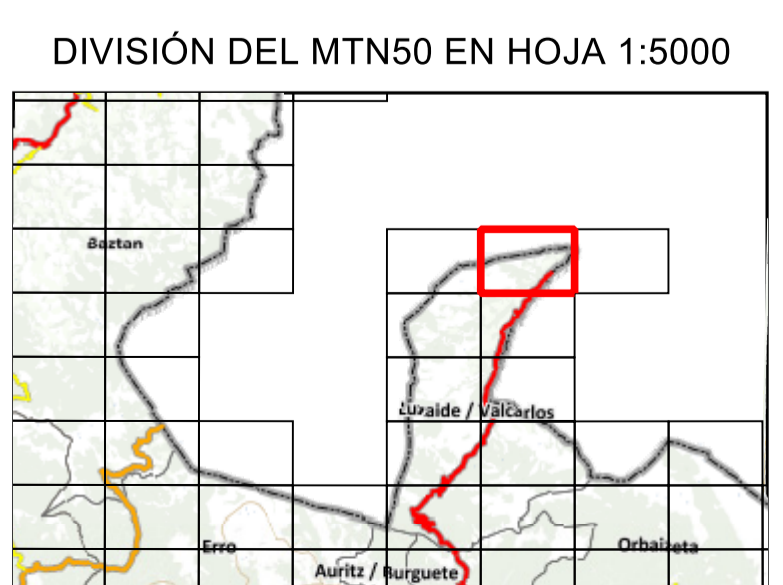 DIVISIÓN DEL MTN50 EN HOJA 1:5000
Baztan
Luzaide / Valcarlos
Erro
Orbaizeta
Auritz / Burguete